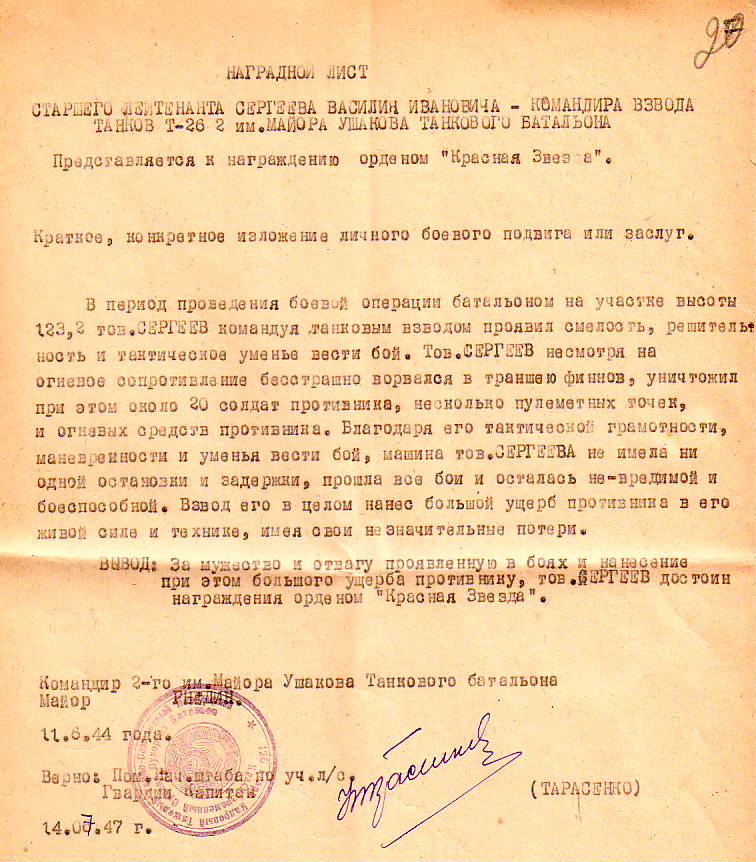 20
НАГРАДНОЙ ЛИСТ
СТАРШЕГО ЛЕЙТЕНАНТА СЕРГЕЕВА ВАСИЛИЯ ИВАНОВИЧА - КОМАНДИРА ВЗВОДА
ТАНКОВ Т-26 2 им.МАЙОРА УШАКОВА ТАНКОВОГО БАТАЛЬОНА
Представляется к награждению орденом "Красная Звезда".
Краткое, конкретное изложение личного боевого подвига или заслуг.
В период проведения боевой операции батальоном на участке высоты
123,2 тов.СЕРГЕЕВ командуя танковым взводом проявил смелость, решитель-
ность и тактическое уменье вести бой. Тов.СЕРГЕЕВ несмотря на
огневое сопротивление бесстрашно ворвался в траншею финнов, уничтожил
при этом около 20 солдат противника, несколько пулеметных точек,
и огневых средств противника. Благодаря его тактической грамотности,
маневренности и уменья вести бой, машина тов.СЕРГЕЕВА не имела ни
одной остановки и задержки, прошла все бои и осталась не-вредимой и
боеспособной. Взвод его в целом нанес большой ущерб противника в его
живой силе и технике, имея свои незначительные потери.
ВЫВОД: За мужество и отвагу проявленную в боях и нанесение
при этом большого ущерба противнику, тов.СЕРГЕЕВ достоин
награждения орденом "Красная Звезда".
Командир 2-го им.Майора Ушакова Танкового батальона
Майор
11.6.44 года.
Верно: Пом.Нач.штаба по уч.л/с.
Гвардии Капитан
(ТАРАСЕНКО)
14.07.47 г.